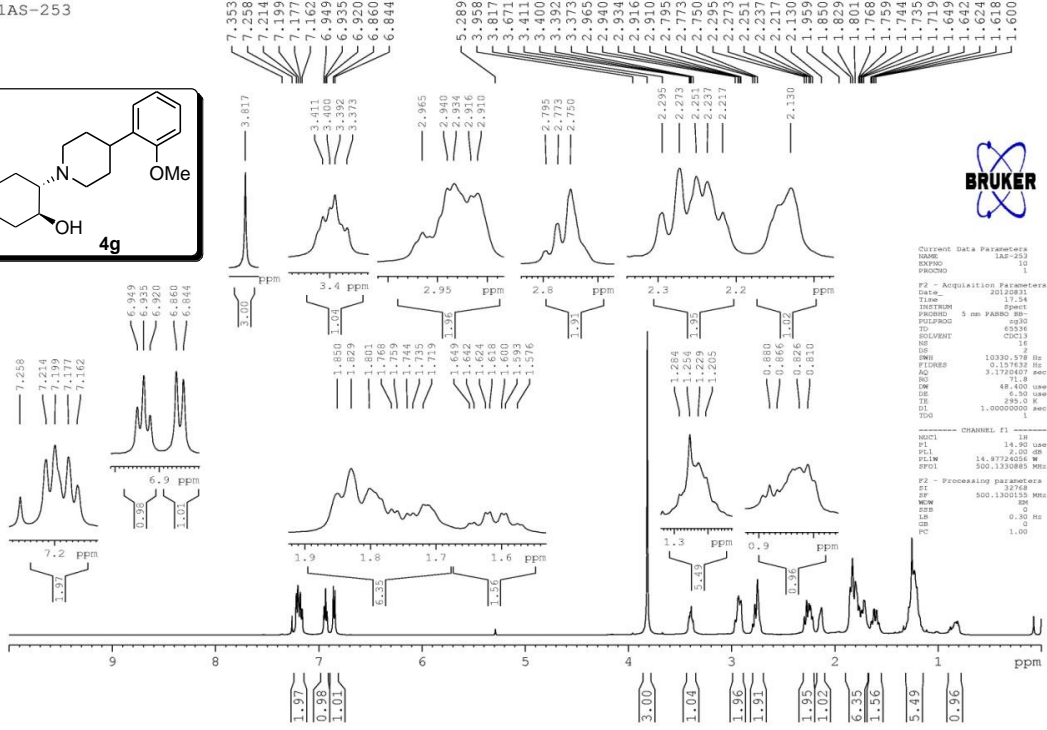 1AS-258
7.353
7.258
7.214
7.199
7.177
7.162
6.949
6.935
6.920
6.860
6.844
5.289
3.958
3.817
3.671
3.411
3.400
3.392
3.373
2.965
2.940
2.934
2.916
2.910
2.795
2.773
2.750
2.295
2.273
2.251
2.237
2.217
2.130
1.959
1.850
1.829
1.801
1.768
1.759
1.744
1.735
1.719
1.649
1.642
1.624
1.618
1.600
N
OMe
OH
4g
3.817
3.411
3.400
3.392
3.373
2.965
2.940
2.934
2.916
2.910
2.795
2.773
2.750
2.295
2.273
2.251
2.237
2.217
2.130
BRUKER
ppm
3.4 ppm
2.95 ppm
2.8 ppm
2.3 2.2 ppm
3.00
1.04
1.96
1.91
1.95
1.02
7.258
7.214
7.199
7.177
7.162
6.949
6.935
6.920
6.860
6.844
1.850
1.829
1.801
1.768
1.759
1.744
1.735
1.719
1.649
1.642
1.624
1.618
1.600
1.593
1.576
1.284
1.254
1.229
1.205
0.880
0.866
0.826
0.810
7.2 ppm
6.9 ppm
1.9 1.8 1.7 1.6 ppm
1.3 ppm
0.9 ppm
1.97
0.98
1.01
6.35
1.56
5.49
0.96
Current Data Parameters
NAME 1AS-253
EXPNO 10
PROCNO 1
F2 - Acquisition Parameters
Date_ 20120831
Time 17.54
INSTRUM Spect
PROBHD 5 mm PABBO BB-
PULPROG zg30
TD 65536
SOLVENT CDCl3
NS 16
DS 2
SWH 10330.578 Hz
FIDRES 0.157632 Hz
AQ 3.1720407 sec
RG 71.8
DW 48.400 use
DE 6.50 use
TE 295.0 K
D1 1.00000000 sec
TD0 1
CHANNEL f1
NUC1 1H
P1 14.90 use
PL1 2.00 dB
PL1W 14.97724056 W
SFO1 500.1330885 MHz
F2 - Processing parameters
SI 32768
SF 500.1300155 MHz
WDW EM
SSB 0
LB 0.30 Hz
GB 0
PC 1.00
9 8 7 6 5 4 3 2 1 ppm
1.97
0.98
1.01
3.00
1.04
1.96
1.91
1.95
1.02
6.35
1.56
5.49
0.96